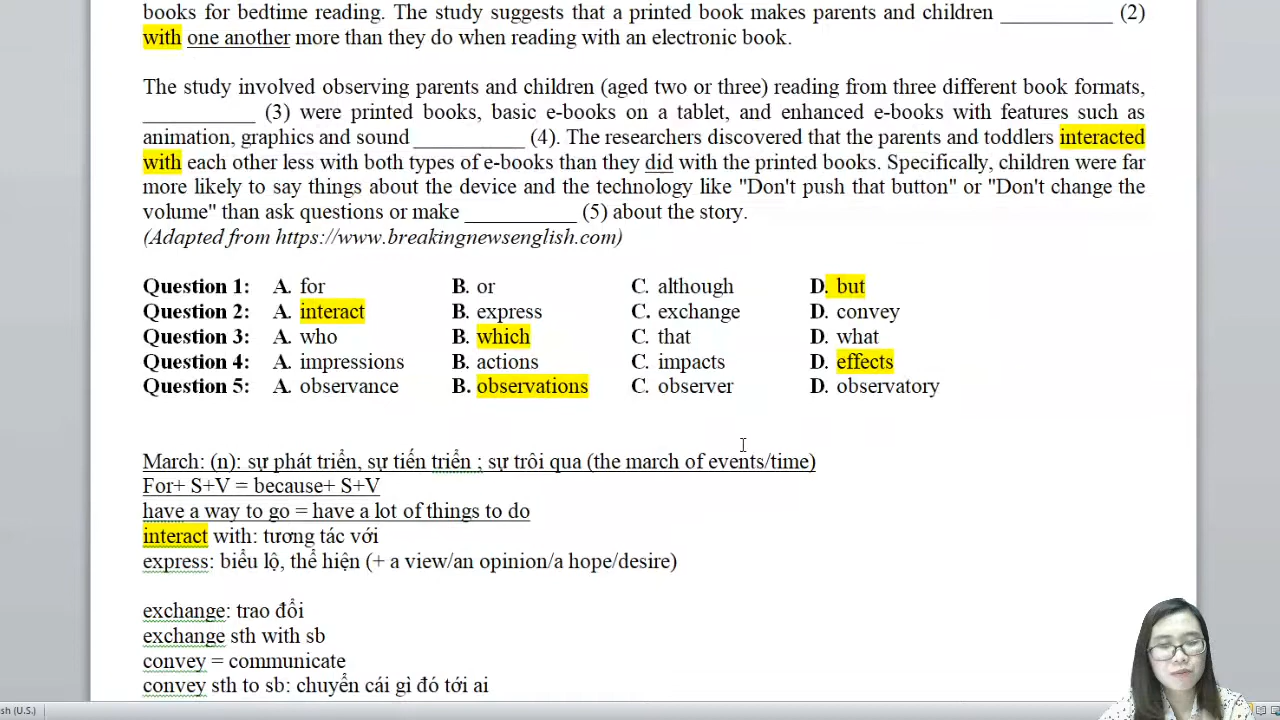 books for bedtime reading. The study suggests that a printed book makes parents and children __________ (2)
with one another more than they do when reading with an electronic book.
The study involved observing parents and children (aged two or three) reading from three different book formats,
__________ (3) were printed books, basic e-books on a tablet, and enhanced e-books with features such as
animation, graphics and sound __________ (4). The researchers discovered that the parents and toddlers interacted
with each other less with both types of e-books than they did with the printed books. Specifically, children were far
more likely to say things about the device and the technology like "Don't push that button" or "Don't change the
volume" than ask questions or make __________ (5) about the story.
(Adapted from https://www.breakingnewsenglish.com)
Question 1: A. for B. or C. although D. but
Question 2: A. interact B. express C. exchange D. convey
Question 3: A. who B. which C. that D. what
Question 4: A. impressions B. actions C. impacts D. effects
Question 5: A. observance B. observations C. observer D. observatory
March: (n): sự phát triển, sự tiến triển ; sự trôi qua (the march of events/time)
For+ S+V = because+ S+V
have a way to go = have a lot of things to do
interact with: tương tác với
express: biểu lộ, thể hiện (+ a view/an opinion/a hope/desire)
exchange: trao đổi
exchange sth with sb
convey = communicate
convey sth to sb: chuyển cái gì đó tới ai
sh (U.S.)